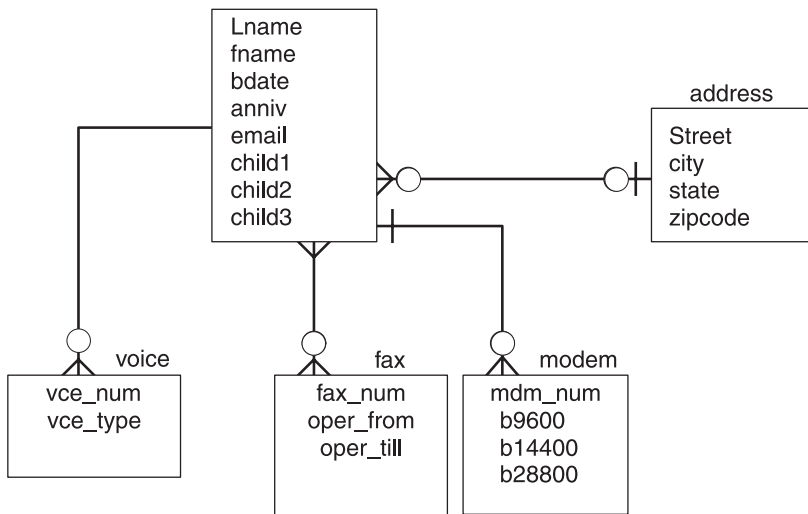 Lname
fname
bdate
anniv
email
child1
child2
child3
address
Street
city
state
zipcode
voice
vce_num
vce_type
fax
fax_num
oper_from
oper_till
modem
mdm_num
b9600
b14400
b28800